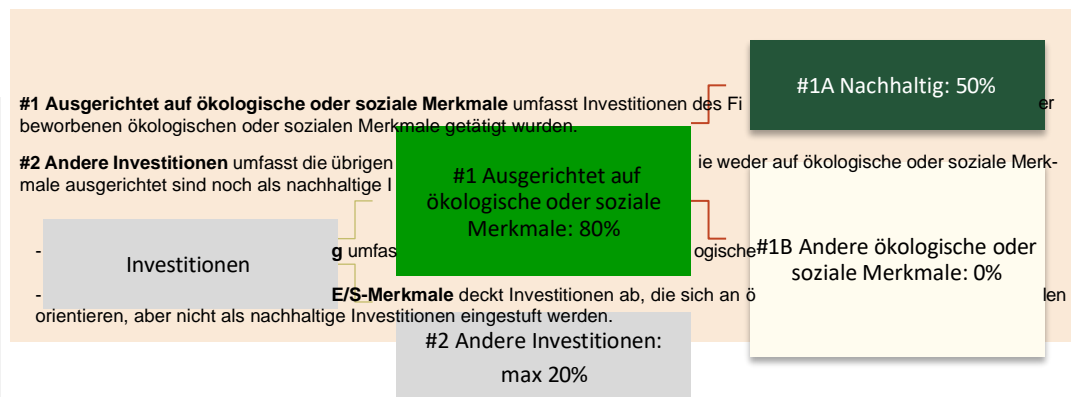 #1A Nachhaltig: 50%
#1 Ausgerichtet auf ökologische oder soziale Merkmale umfasst Investitionen des Fi er
beworbenen ökologischen oder sozialen Merkmale getätigt wurden.
#2 Andere Investitionen umfasst die übrigen ie weder auf ökologische oder soziale Merk-
male ausgerichtet sind noch als nachhaltige I
#1 Ausgerichtet auf
ökologische oder soziale
Merkmale: 80%
Investitionen
- g umfas ogische
#1B Andere ökologische oder
soziale Merkmale: 0%
- E/S-Merkmale deckt Investitionen ab, die sich an ö len
orientieren, aber nicht als nachhaltige Investitionen eingestuft werden.
#2 Andere Investitionen:
max 20%